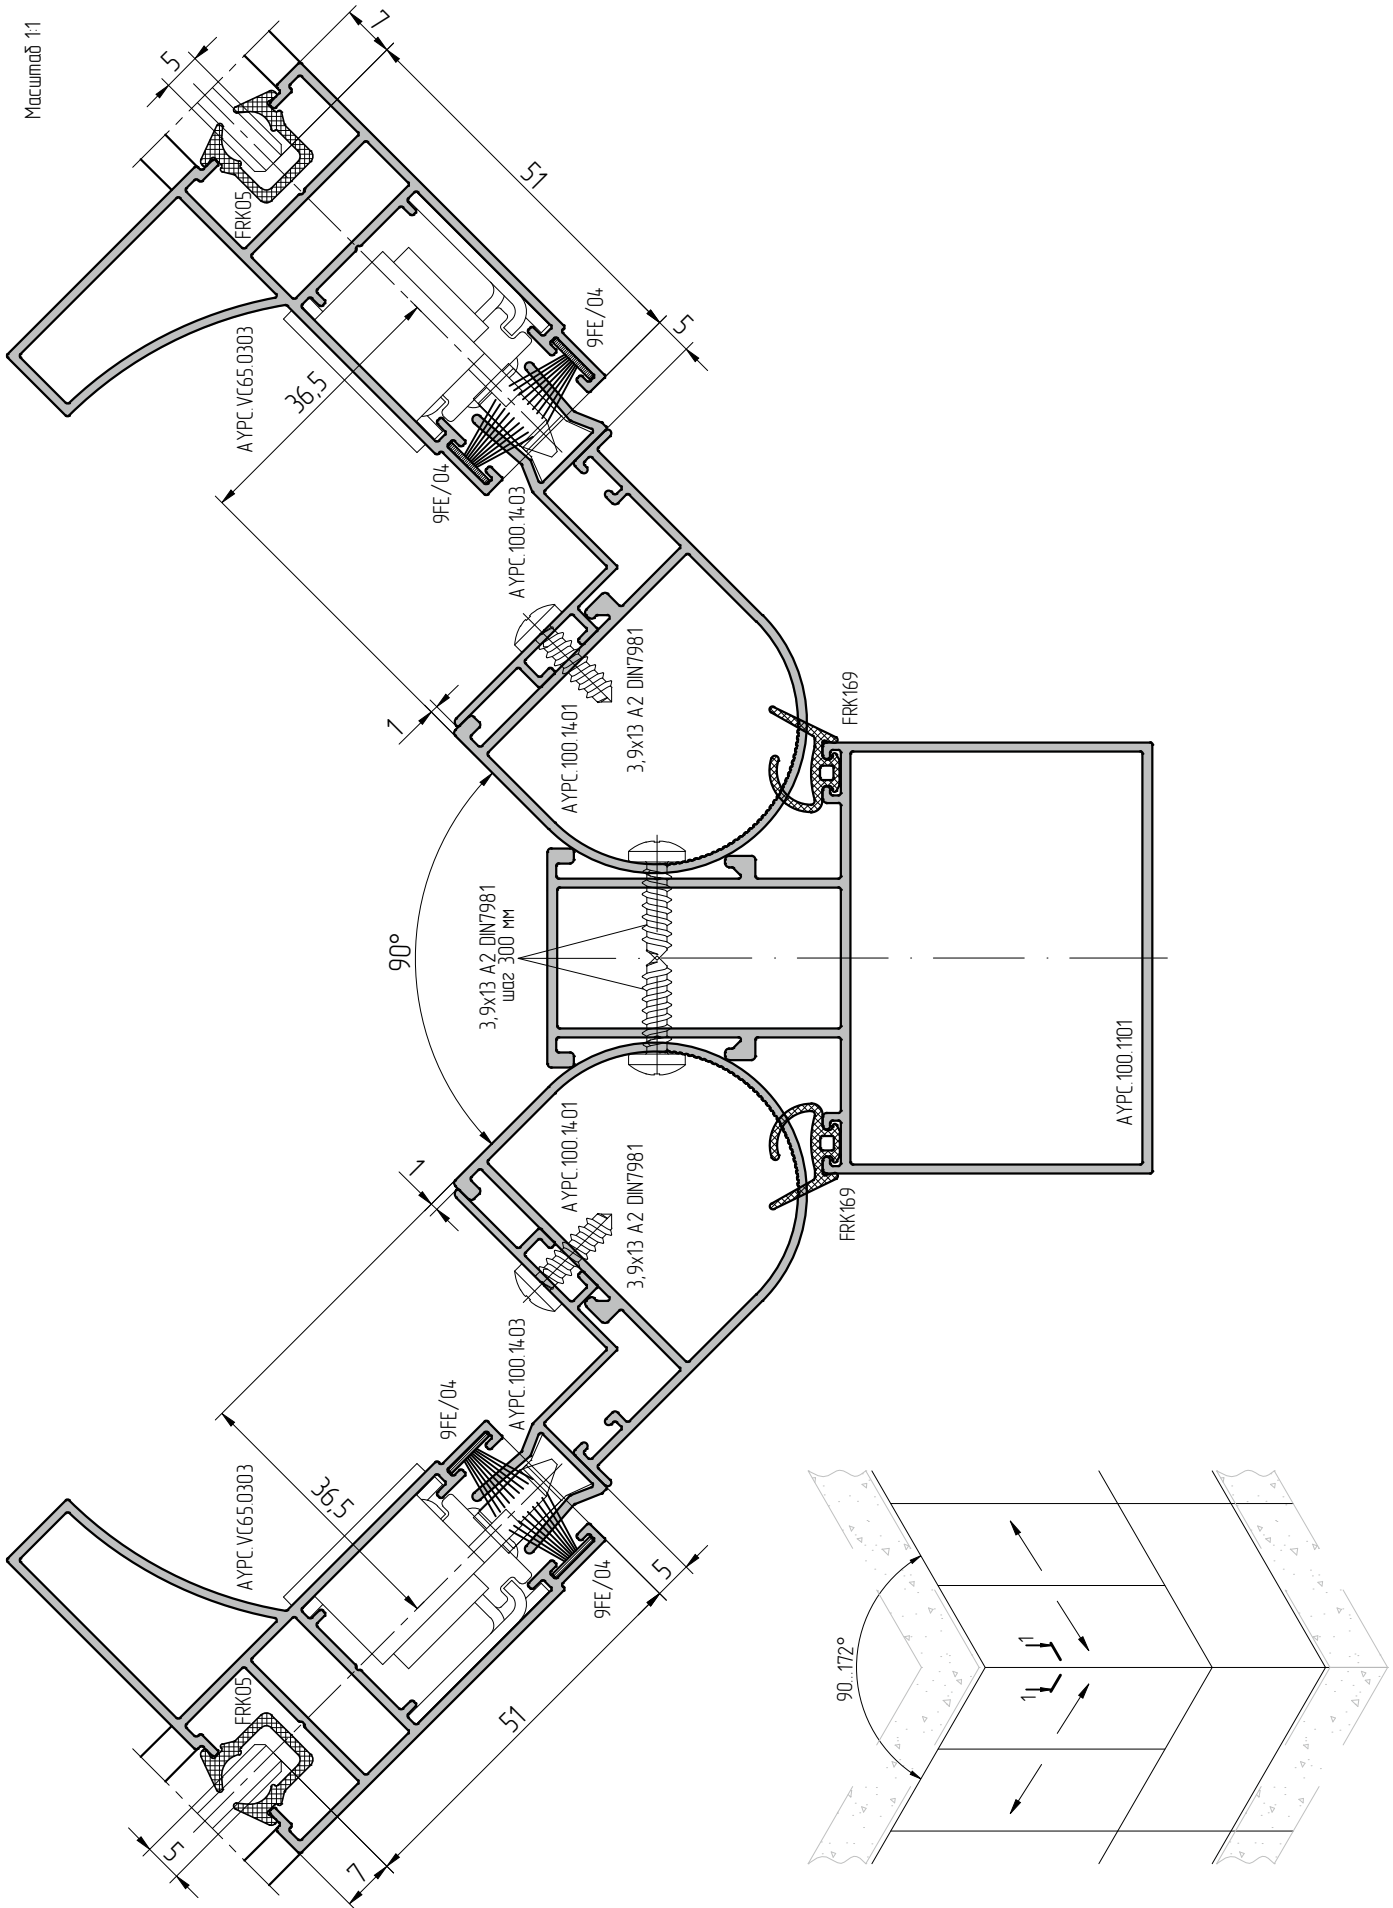 Масштаб 1:1
7
5
51
FRK05
AYPC.VC65.0303
36,5
9FE/04
5
9FE/04
AYPC.100.1403
1
AYPC.100.1401
3,9x13 A2 DIN7981
FRK169
90°
3,9x13 A2 DIN7981
шаг 300 мм
AYPC.100.1101
1
AYPC.100.1401
3,9x13 A2 DIN7981
FRK169
AYPC.100.1403
9FE/04
AYPC.VC65.0303
36,5
9FE/04
5
51
FRK05
5
7
90...172°
1
1